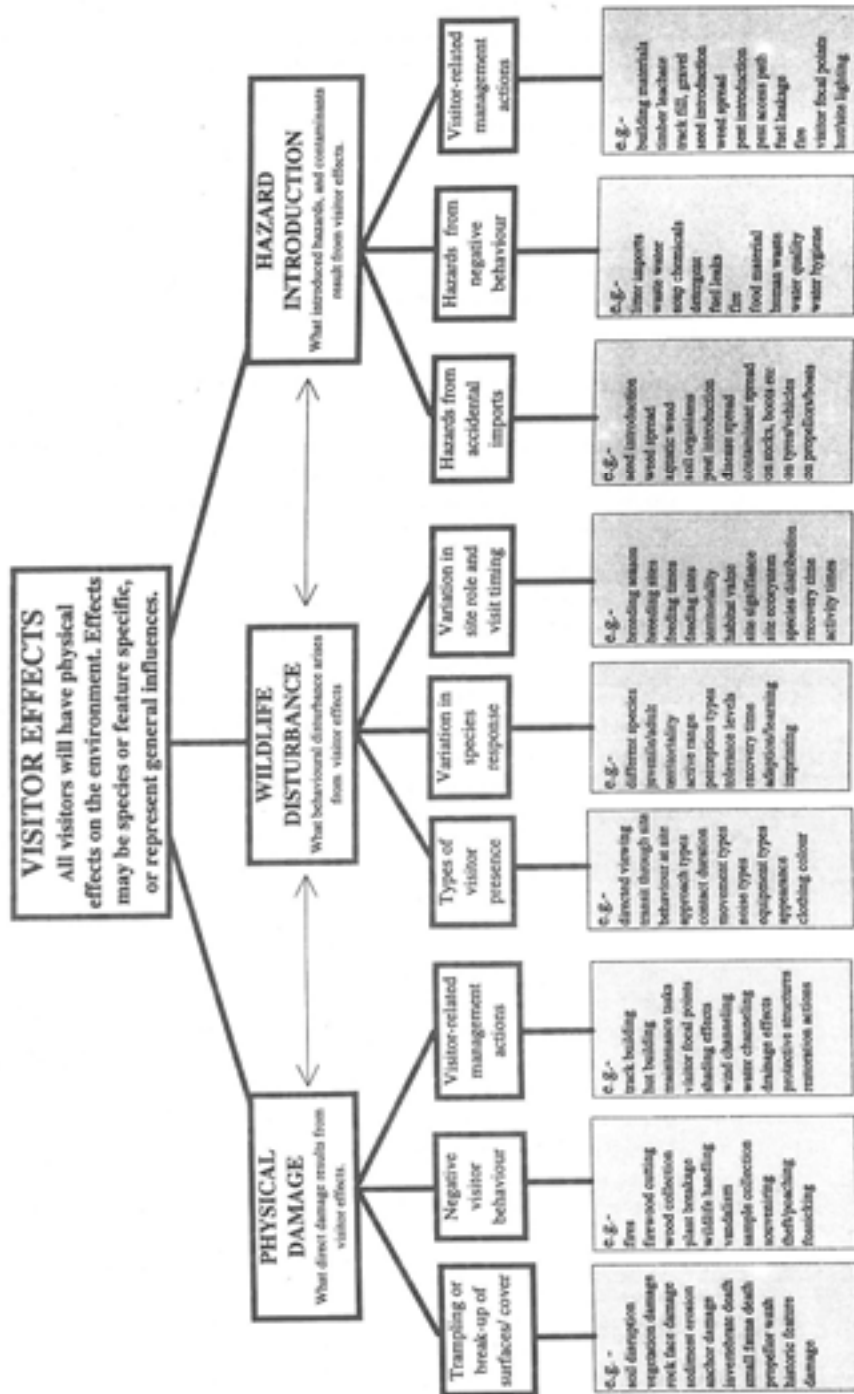 VISITOR EFFECTS
All visitors will have physical
effects on the environment. Effects
may be species or feature specific,
or represent general influences.
PHYSICAL
DAMAGE
What direct damage results from
visitor effects.
WILDLIFE
DISTURBANCE
What behavioural disturbance arises
from visitor effects
HAZARD
INTRODUCTION
What introduced hazards, and contaminants
result from visitor effects.
Trampling or
break-up of
surfaces/ cover
Negative
visitor
behaviour
Visitor-related
management
actions
Types of
visitor
presence
Variation in
species
response
Variation in
site role and
visit timing
Hazards from
accidental
imports
Hazards from
negative
behaviour
Visitor-related
management
actions
e.g. -
soil disruption
vegetation damage
rock face damage
sediment erosion
anchor damage
invertebrate death
small fauna death
propellor wash
historic feature
damage
e.g.-
fires
firewood cutting
wood collection
plant breakage
wildlife handling
vandalism
sample collection
souveniring
theft/poaching
fossicking
e.g.-
track building
hut building
maintenance tasks
visitor focal points
shading effects
wind channeling
water channeling
drainage effects
protective structures
restoration actions
e.g.-
directed viewing
transit through site
behaviour at site
approach types
contact duration
movement types
noise types
equipment types
appearance
clothing colour
e.g.-
different species
juvenile/adult
territoriality
active range
perception types
tolerance levels
recovery time
adaption/learning
imprinting
e.g.-
breeding season
breeding sites
feeding times
feeding sites
territoriality
habitat value
site signifiance
site ecosystem
species distribution
recovery time
activity times
e.g.-
seed introduction
weed spread
aquatic weed
soil organisms
pest introduction
disease spread
contaminant spread
on socks, boots etc
on tyres/vehicles
on propellors/boats
e.g.-
litter imports
waste water
soap chemicals
detergent
fuel leaks
fire
food material
human waste
water quality
water hygiene
e.g.-
building materials
timber leachate
track fill, gravel
seed introduction
weed spread
pest introduction
pest access path
fuel leakage
fire
visitor focal points
hut/site lighting